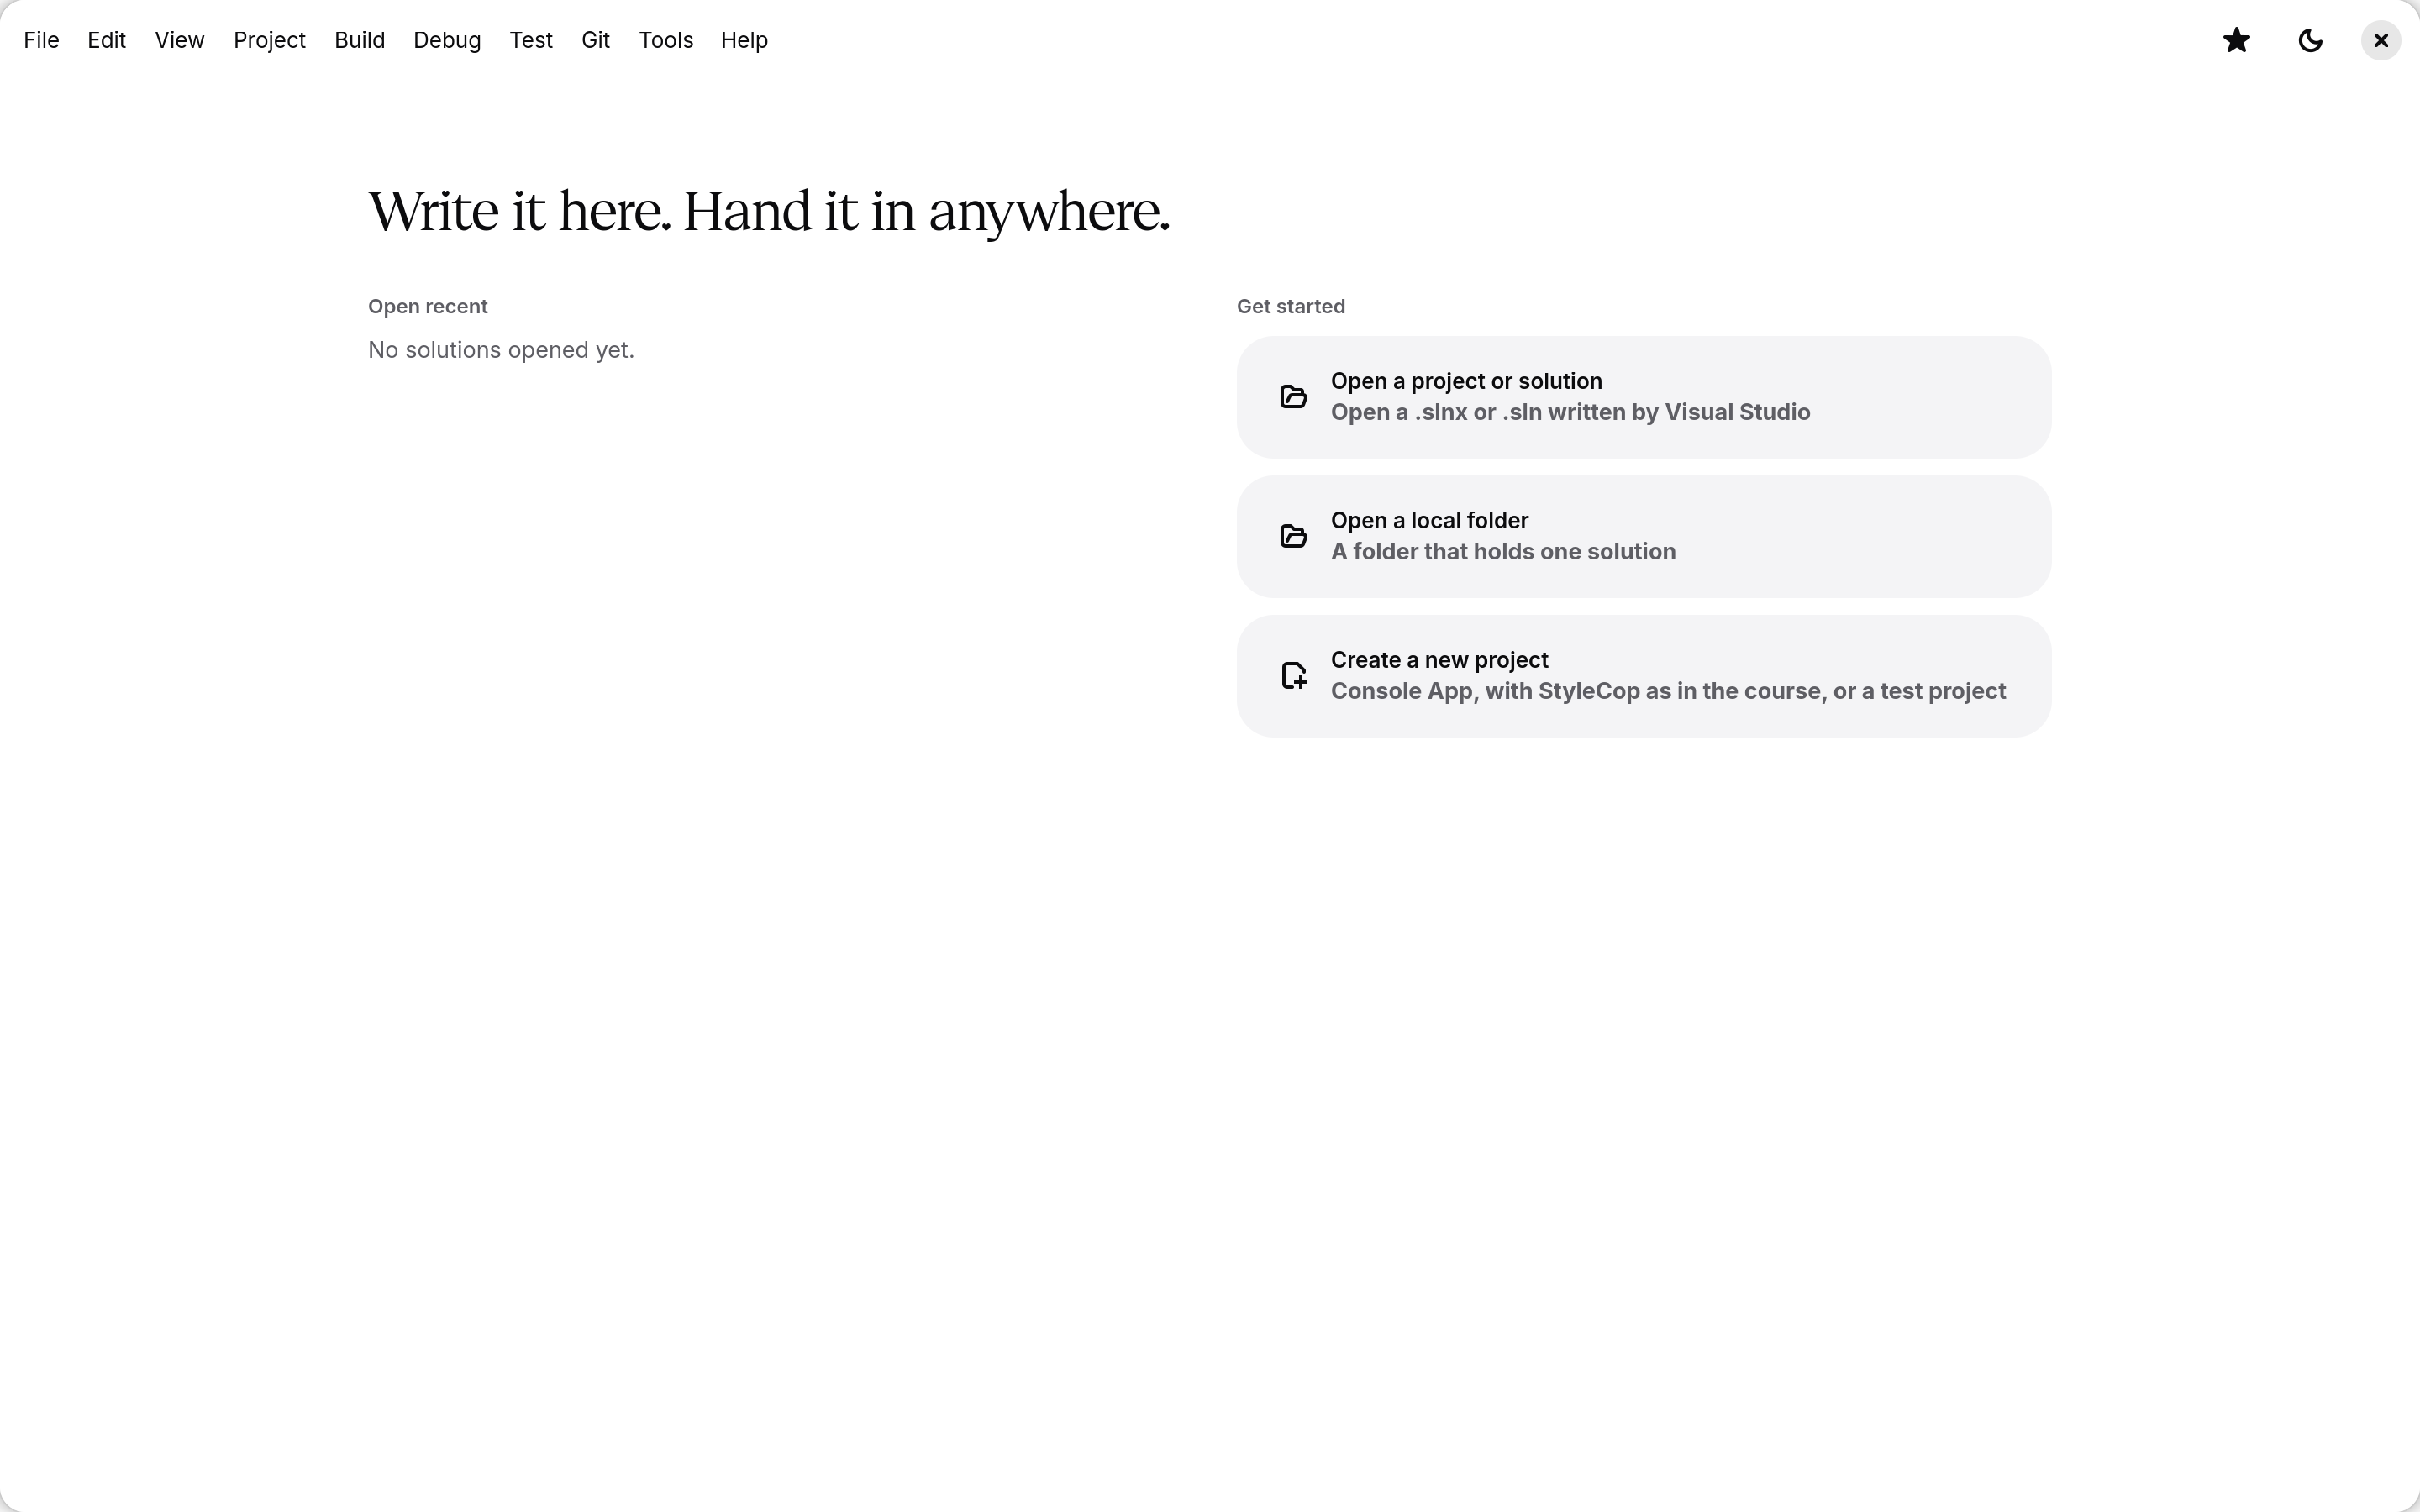 File Edit View Project Build Debug Test Git Tools Help
Write it here. Hand it in anywhere.
Open recent
No solutions opened yet.
Get started
Open a project or solution
Open a .slnx or .sln written by Visual Studio
Open a local folder
A folder that holds one solution
Create a new project
Console App, with StyleCop as in the course, or a test project